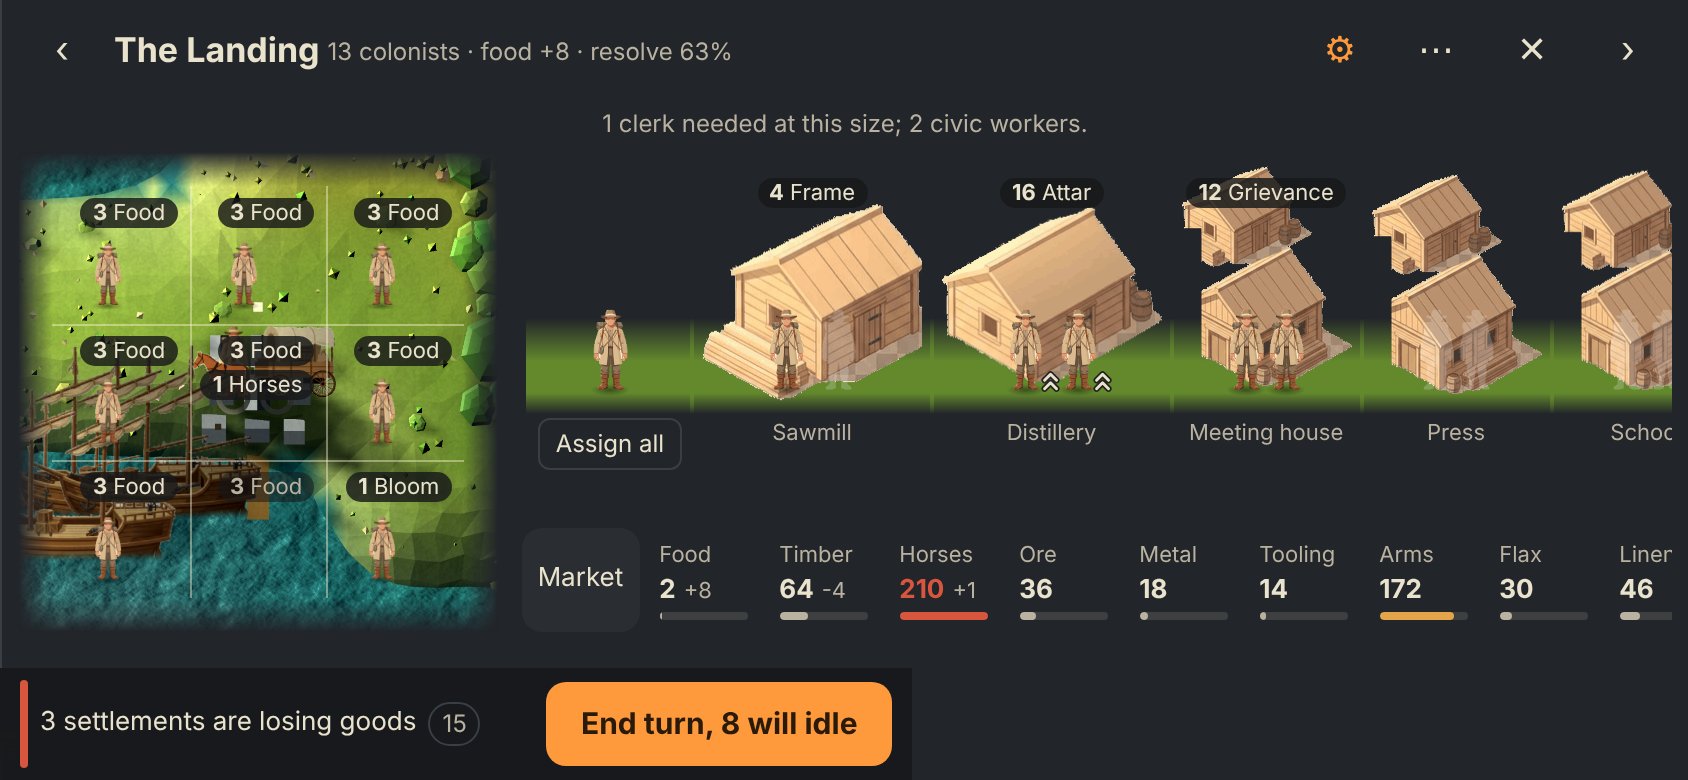 The Landing 13 colonists · food +8 · resolve 63%
1 clerk needed at this size; 2 civic workers.
3 Food 3 Food 3 Food
3 Food 3 Food 3 Food
1 Horses
3 Food 3 Food 1 Bloom
4 Frame 16 Attar 12 Grievance
Sawmill Distillery Meeting house Press
Assign all
Market
Food Timber Horses Ore Metal Tooling Arms Flax
2 +8 64 -4 210 +1 36 18 14 172 30 46
3 settlements are losing goods 15
End turn, 8 will idle